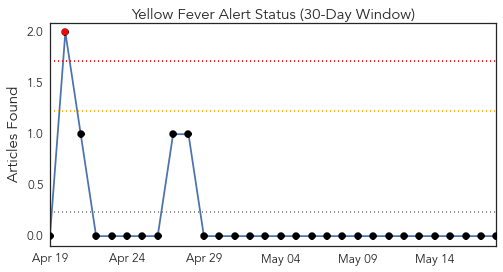 Yellow Fever Alert Status (30-Day Window)
Articles Found
2.0
1.5
1.0
0.5
0.0
Apr 19 Apr 24 Apr 29 May 04 May 09 May 14